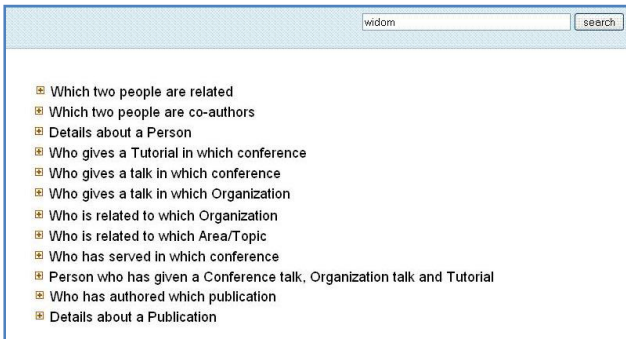 widom
search
Which two people are related
Which two people are co-authors
Details about a Person
Who gives a Tutorial in which conference
Who gives a talk in which conference
Who gives a talk in which Organization
Who is related to which Organization
Who is related to which Area/Topic
Who has served in which conference
Person who has given a Conference talk, Organization talk and Tutorial
Who has authored which publication
Details about a Publication